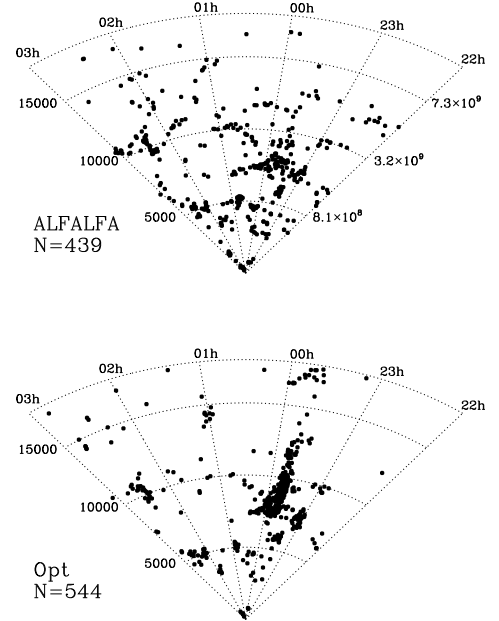 00h
01h
23h
02h
03h
22h
15000
7.3×10⁹
10000
3.2×10⁹
5000
8.1×10⁸
ALFALFA
N=439
00h
01h
23h
02h
03h
22h
15000
10000
5000
Opt
N=544